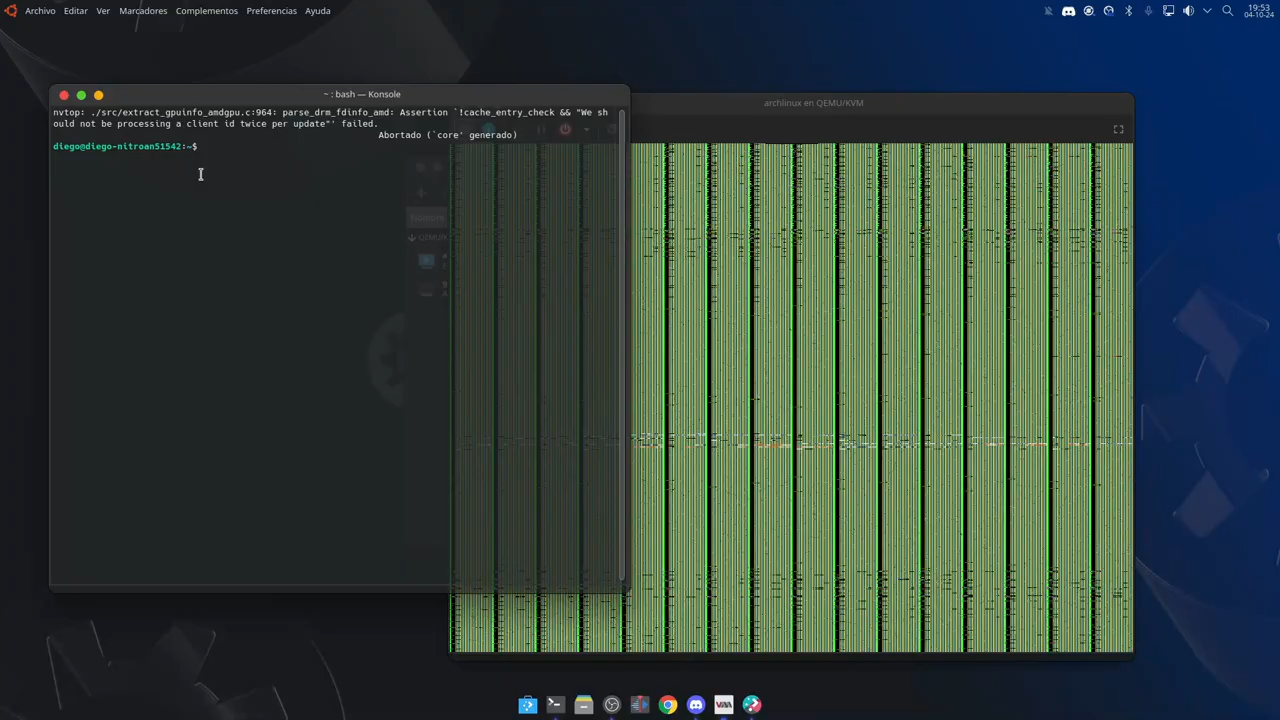 Archivo Editar Ver Marcadores Complementos Preferencias Ayuda
19:53
04-10-24
~ : bash — Konsole
archlinux en QEMU/KVM
nvtop: ./src/extract_gpuinfo_amdgpu.c:964: parse_drm_fdinfo_amd: Assertion `!cache_entry_check && "We sh
ould not be processing a client id twice per update"' failed.
Abortado (`core' generado)
diego@diego-nitroan51542:~$
Nombre
QEMU/K